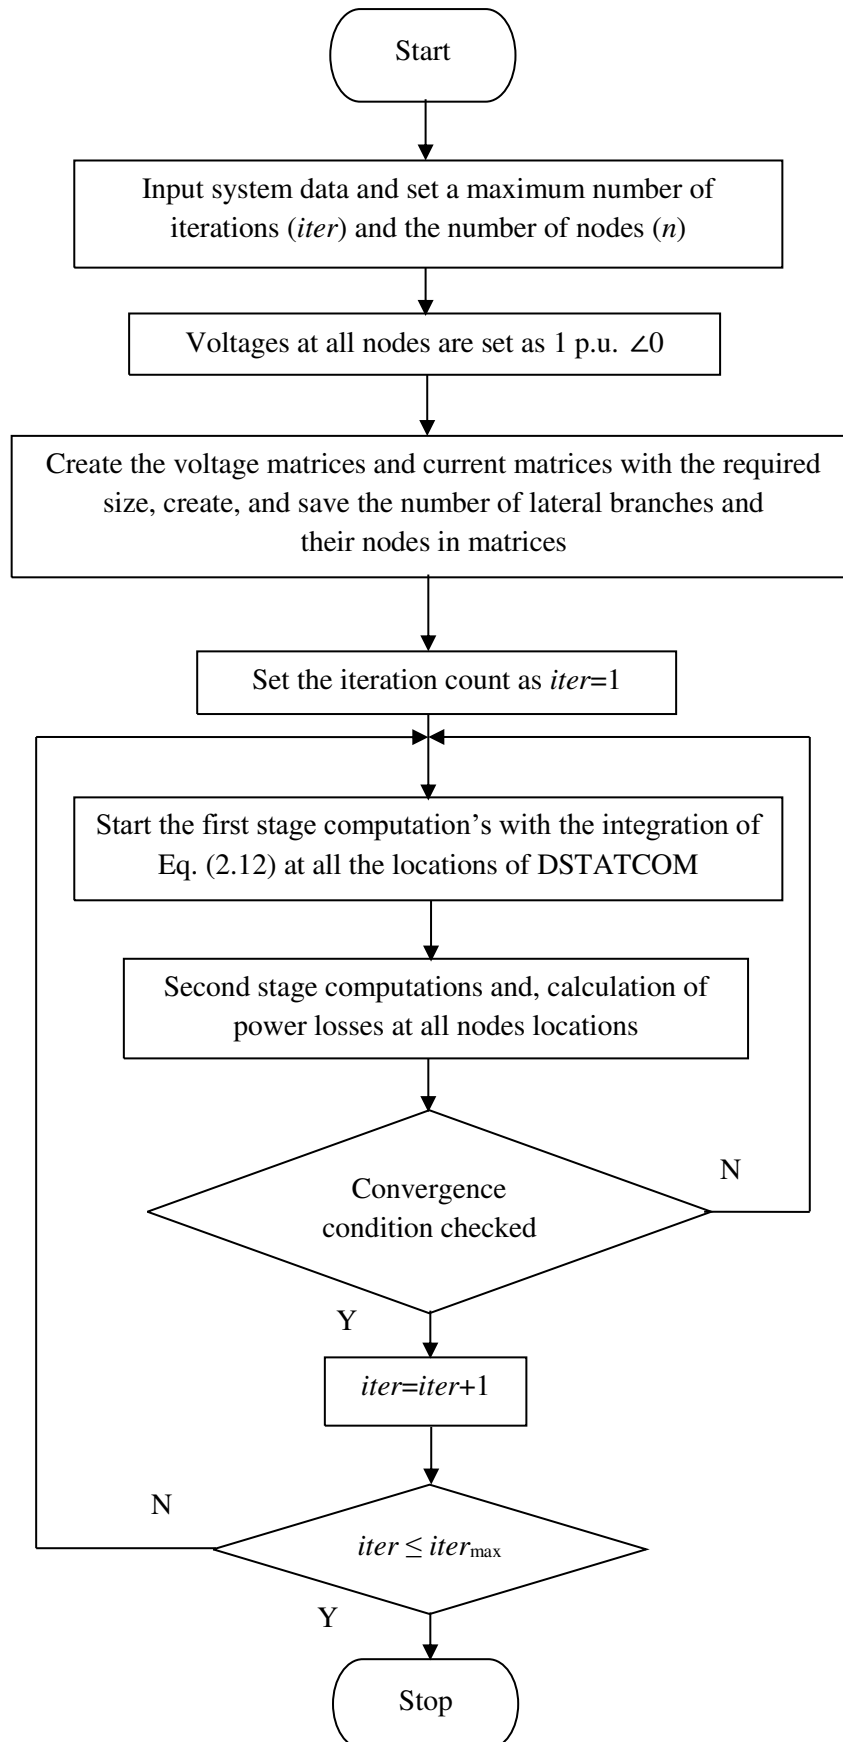 Start
Input system data and set a maximum number of
iterations (iter) and the number of nodes (n)
Voltages at all nodes are set as 1 p.u. ∠0
Create the voltage matrices and current matrices with the required
size, create, and save the number of lateral branches and
their nodes in matrices
Set the iteration count as iter=1
Start the first stage computation’s with the integration of
Eq. (2.12) at all the locations of DSTATCOM
Second stage computations and, calculation of
power losses at all nodes locations
N
Convergence
condition checked
Y
iter=iter+1
N
iter ≤ iter_max
Y
Stop